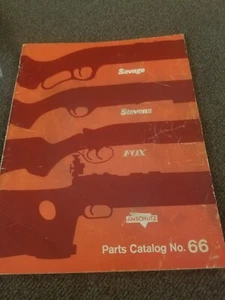 Savage
Stevens
FOX
ANSCHUTZ
Parts Catalog No. 66